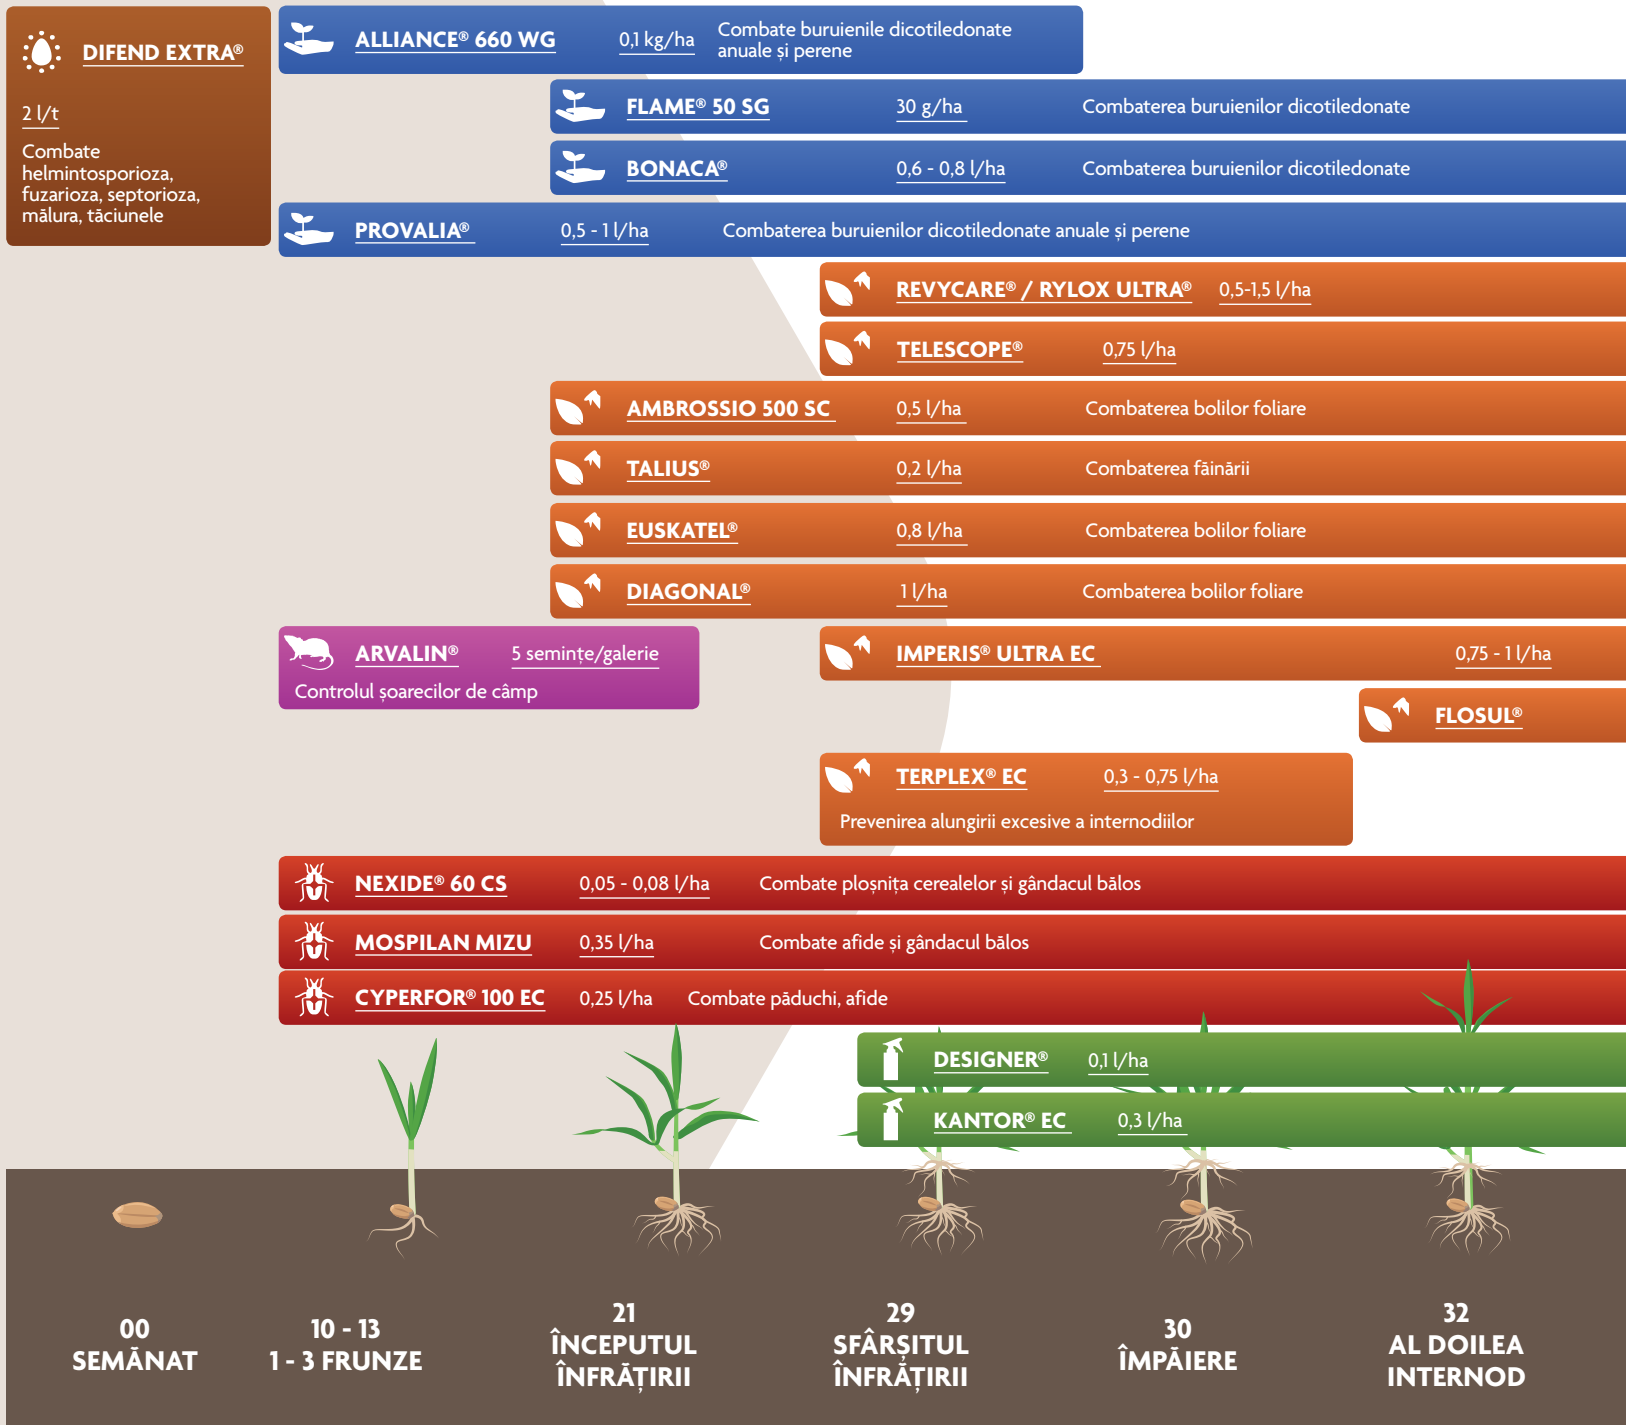 DIFEND EXTRA®
2 l/t
Combate
helmintosporioza,
fuzarioza, septorioza,
mălura, tăciunele
ALLIANCE® 660 WG 0,1 kg/ha Combate buruienile dicotiledonate
anuale și perene
FLAME® 50 SG 30 g/ha Combaterea buruienilor dicotiledonate
BONACA® 0,6 - 0,8 l/ha Combaterea buruienilor dicotiledonate
PROVALIA® 0,5 - 1 l/ha Combaterea buruienilor dicotiledonate anuale și perene
REVYCARE® / RYLOX ULTRA® 0,5-1,5 l/ha
TELESCOPE® 0,75 l/ha
AMBROSSIO 500 SC 0,5 l/ha Combaterea bolilor foliare
TALIUS® 0,2 l/ha Combaterea făinării
EUSKATEL® 0,8 l/ha Combaterea bolilor foliare
DIAGONAL® 1 l/ha Combaterea bolilor foliare
ARVALIN® 5 semințe/galerie
Controlul șoarecilor de câmp
IMPERIS® ULTRA EC 0,75 - 1 l/ha
FLOSUL®
TERPLEX® EC 0,3 - 0,75 l/ha
Prevenirea alungirii excesive a internodiilor
NEXIDE® 60 CS 0,05 - 0,08 l/ha Combate ploșnița cerealelor și gândacul bălos
MOSPILAN MIZU 0,35 l/ha Combate afide și gândacul bălos
CYPERFOR® 100 EC 0,25 l/ha Combate păduchi, afide
DESIGNER® 0,1 l/ha
KANTOR® EC 0,3 l/ha
00
SEMĂNAT
10 - 13
1 - 3 FRUNZE
21
ÎNCEPUTUL
ÎNFRĂȚIRII
29
SFÂRȘITUL
ÎNFRĂȚIRII
30
ÎMPĂIERE
32
AL DOILEA
INTERNOD